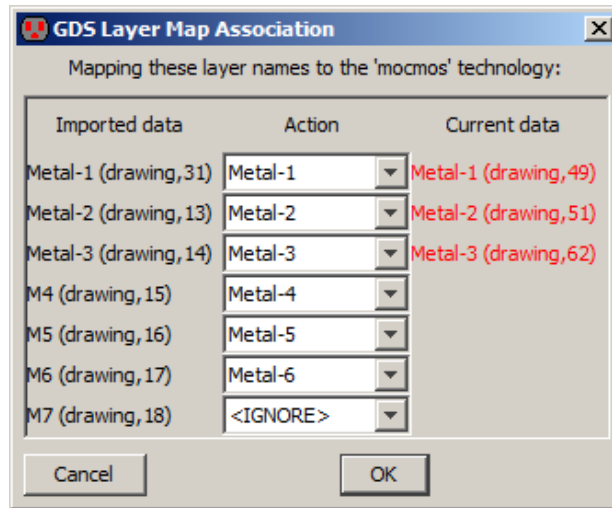 GDS Layer Map Association
Mapping these layer names to the 'mocmos' technology:
Imported data Action Current data
Metal-1 (drawing,31) Metal-1 Metal-1 (drawing,49)
Metal-2 (drawing,13) Metal-2 Metal-2 (drawing,51)
Metal-3 (drawing,14) Metal-3 Metal-3 (drawing,62)
M4 (drawing,15) Metal-4
M5 (drawing,16) Metal-5
M6 (drawing,17) Metal-6
M7 (drawing,18) <IGNORE>
Cancel OK